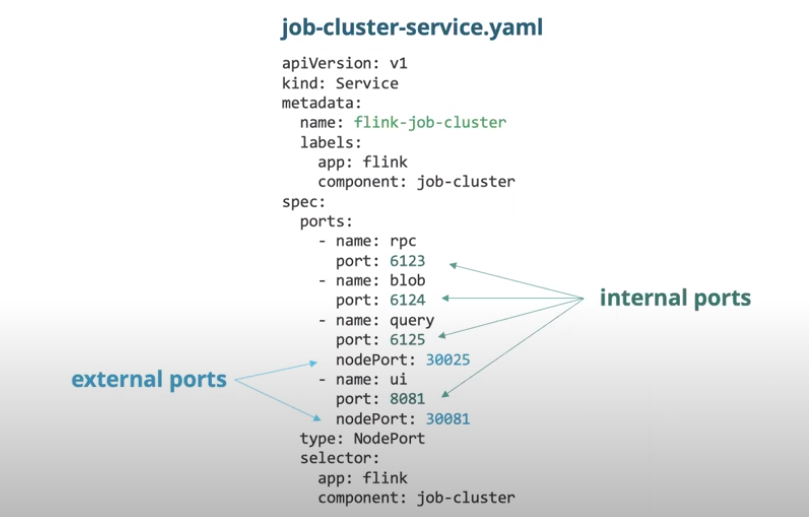 job-cluster-service.yaml
apiVersion: v1
kind: Service
metadata:
  name: flink-job-cluster
  labels:
    app: flink
    component: job-cluster
spec:
  ports:
    - name: rpc
      port: 6123
    - name: blob
      port: 6124
    - name: query
      port: 6125
      nodePort: 30025
    - name: ui
      port: 8081
      nodePort: 30081
  type: NodePort
  selector:
    app: flink
    component: job-cluster
internal ports
external ports